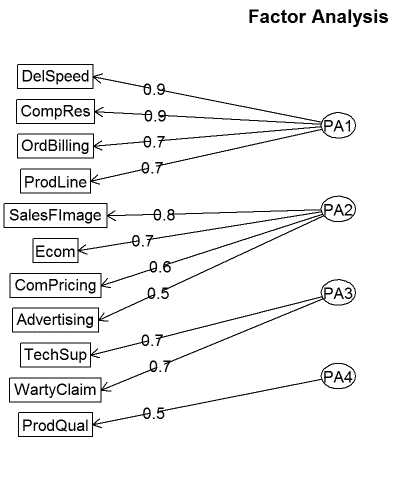 Factor Analysis
DelSpeed
0.9
CompRes
0.9
PA1
OrdBilling
0.7
0.7
ProdLine
SalesFImage
0.8
PA2
0.7
Ecom
0.6
ComPricing
0.5
PA3
Advertising
0.7
TechSup
0.7
WartyClaim
PA4
0.5
ProdQual